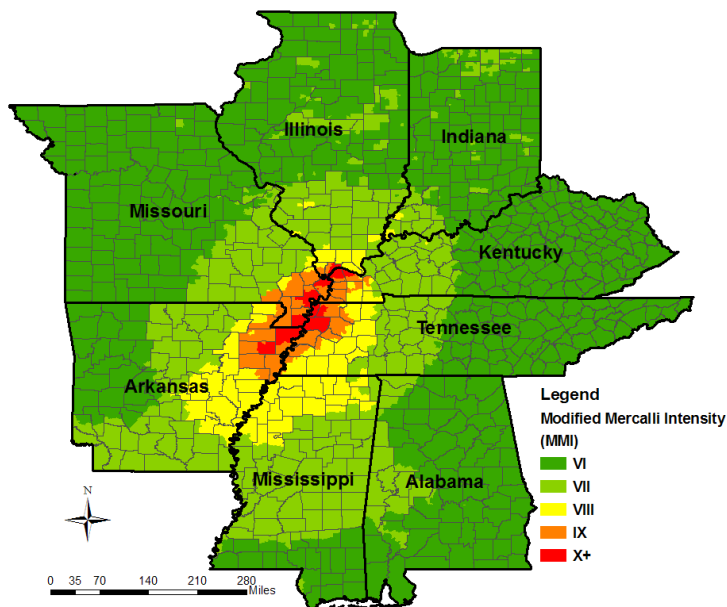 Illinois
Indiana
Missouri
Kentucky
Tennessee
Arkansas
Mississippi
Alabama
Legend
Modified Mercalli Intensity
(MMI)
VI
VII
VIII
IX
X+
N
0 35 70 140 210 280 Miles